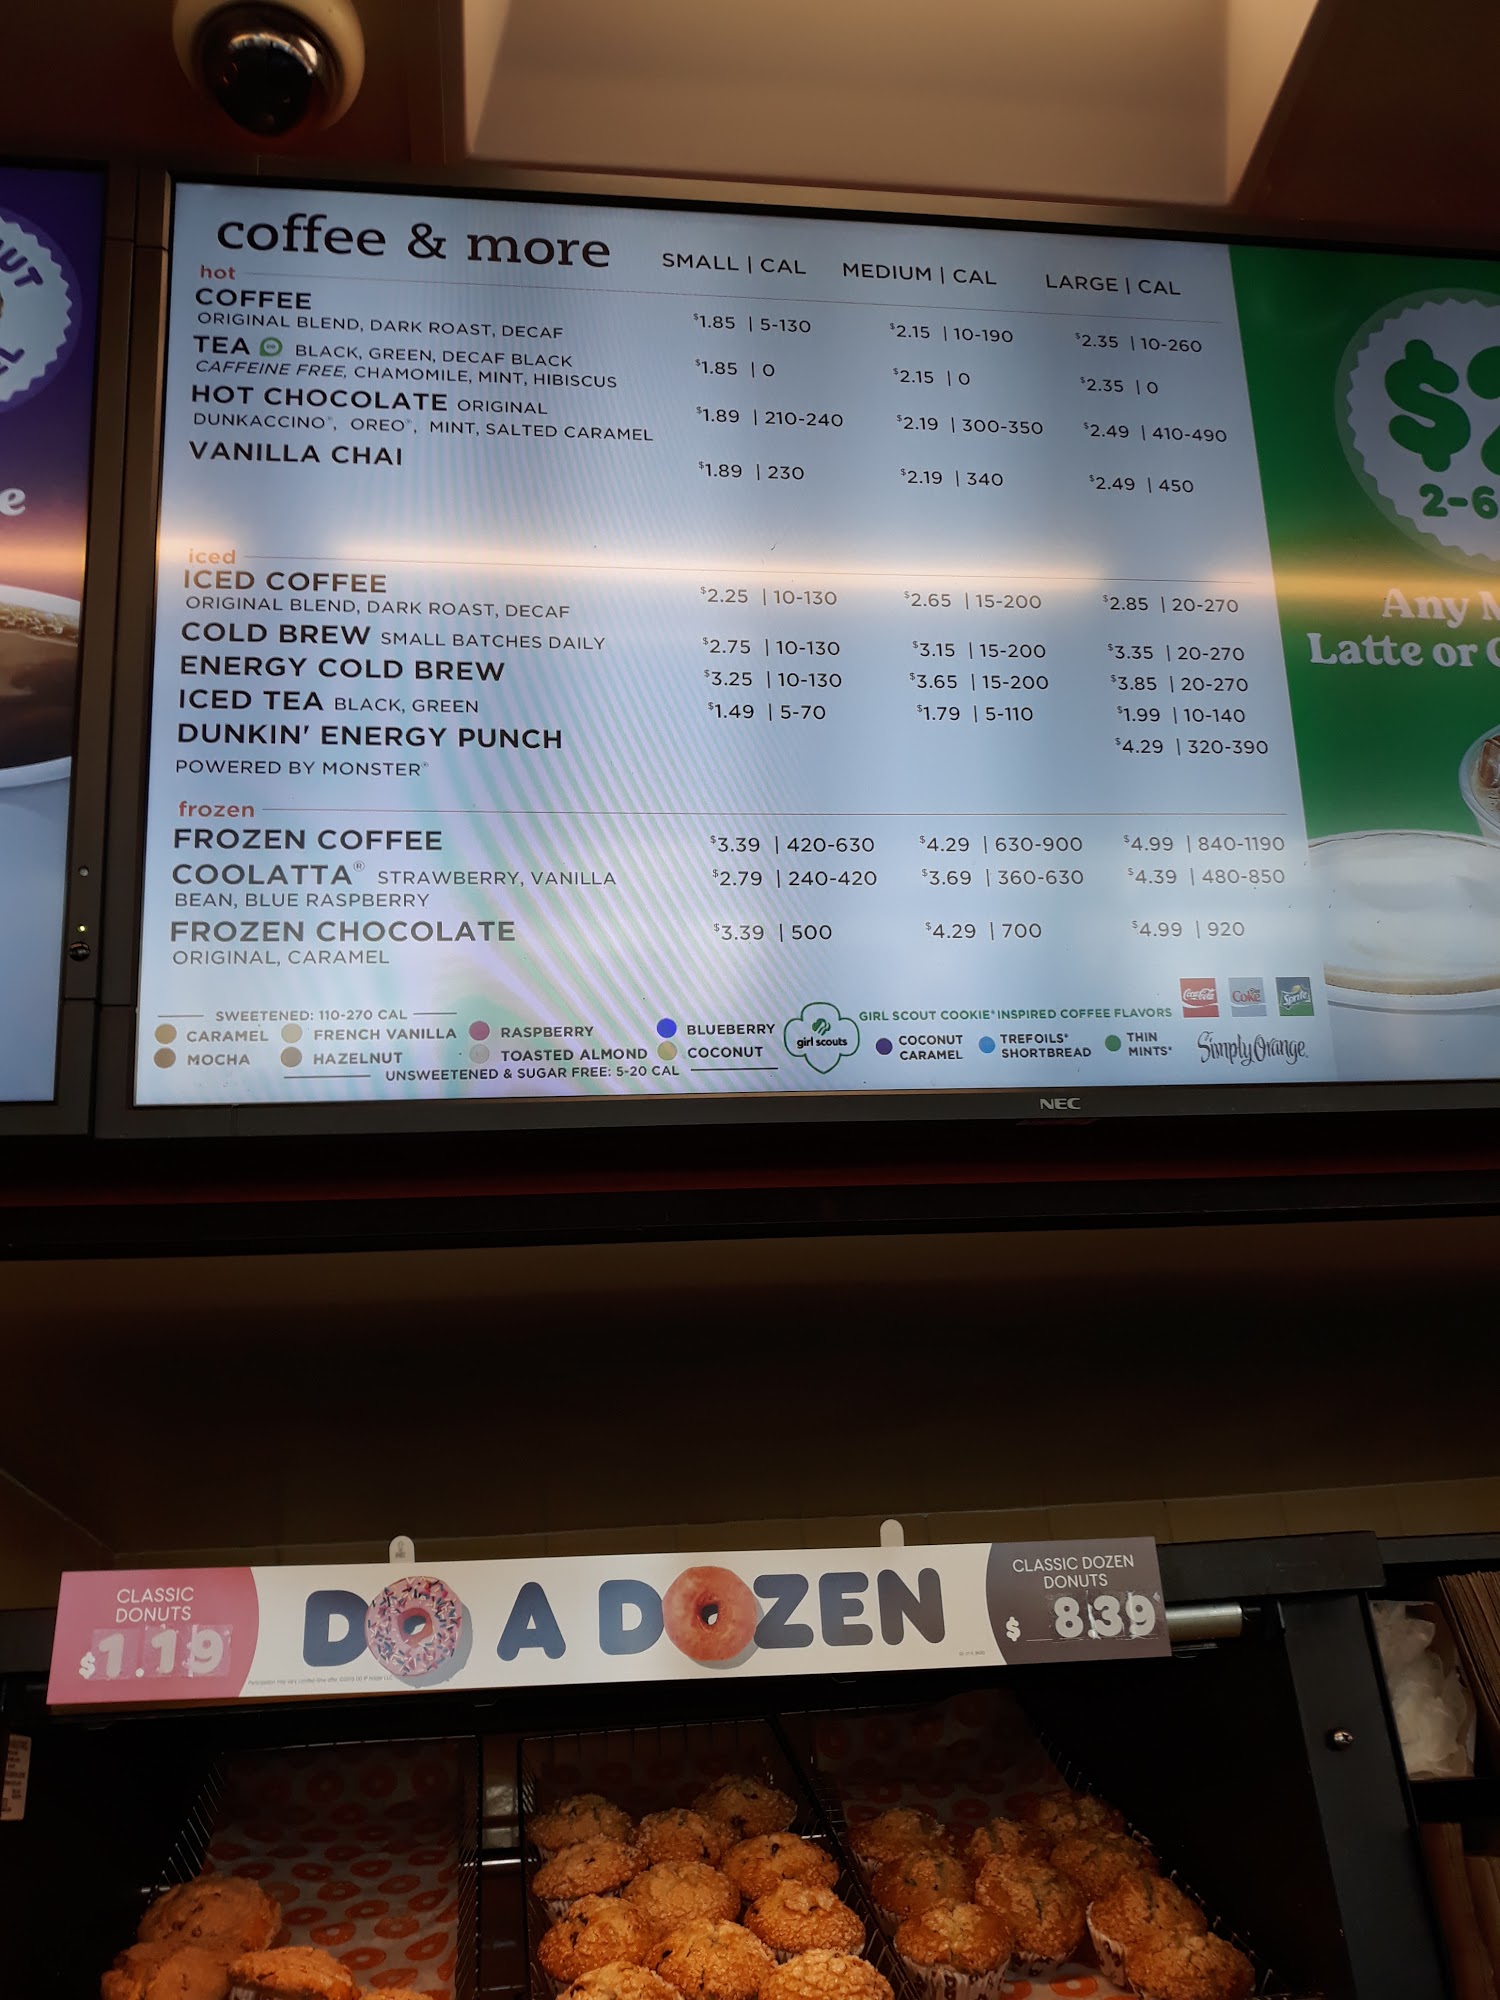 coffee & more SMALL | CAL MEDIUM | CAL LARGE | CAL
hot
COFFEE $1.85 | 5-130 $2.15 | 10-190 $2.35 | 10-260
ORIGINAL BLEND, DARK ROAST, DECAF
TEA BLACK, GREEN, DECAF BLACK $1.85 | 0 $2.15 | 0 $2.35 | 0
CAFFEINE FREE, CHAMOMILE, MINT, HIBISCUS
HOT CHOCOLATE ORIGINAL $1.89 | 210-240 $2.19 | 300-350 $2.49 | 410-490
DUNKACCINO®, OREO®, MINT, SALTED CARAMEL
VANILLA CHAI $1.89 | 230 $2.19 | 340 $2.49 | 450
iced
ICED COFFEE $2.25 | 10-130 $2.65 | 15-200 $2.85 | 20-270
ORIGINAL BLEND, DARK ROAST, DECAF
COLD BREW SMALL BATCHES DAILY $2.75 | 10-130 $3.15 | 15-200 $3.35 | 20-270
ENERGY COLD BREW $3.25 | 10-130 $3.65 | 15-200 $3.85 | 20-270
ICED TEA BLACK, GREEN $1.49 | 5-70 $1.79 | 5-110 $1.99 | 10-140
DUNKIN' ENERGY PUNCH $4.29 | 320-390
POWERED BY MONSTER®
frozen
FROZEN COFFEE $3.39 | 420-630 $4.29 | 630-900 $4.99 | 840-1190
COOLATTA® STRAWBERRY, VANILLA $2.79 | 240-420 $3.69 | 360-630 $4.39 | 480-850
BEAN, BLUE RASPBERRY
FROZEN CHOCOLATE $3.39 | 500 $4.29 | 700 $4.99 | 920
ORIGINAL, CARAMEL
SWEETENED: 110-270 CAL
CARAMEL FRENCH VANILLA RASPBERRY BLUEBERRY
MOCHA HAZELNUT TOASTED ALMOND COCONUT
UNSWEETENED & SUGAR FREE: 5-20 CAL
girl scouts
GIRL SCOUT COOKIE® INSPIRED COFFEE FLAVORS
COCONUT CARAMEL
TREFOILS® SHORTBREAD
THIN MINTS®
Coca-Cola
Coke
Sprite
Simply Orange
NEC
$2
2-6
Any
Latte or
CLASSIC
DONUTS
$1.19
DO A DOZEN
CLASSIC DOZEN
DONUTS
$ 8.39